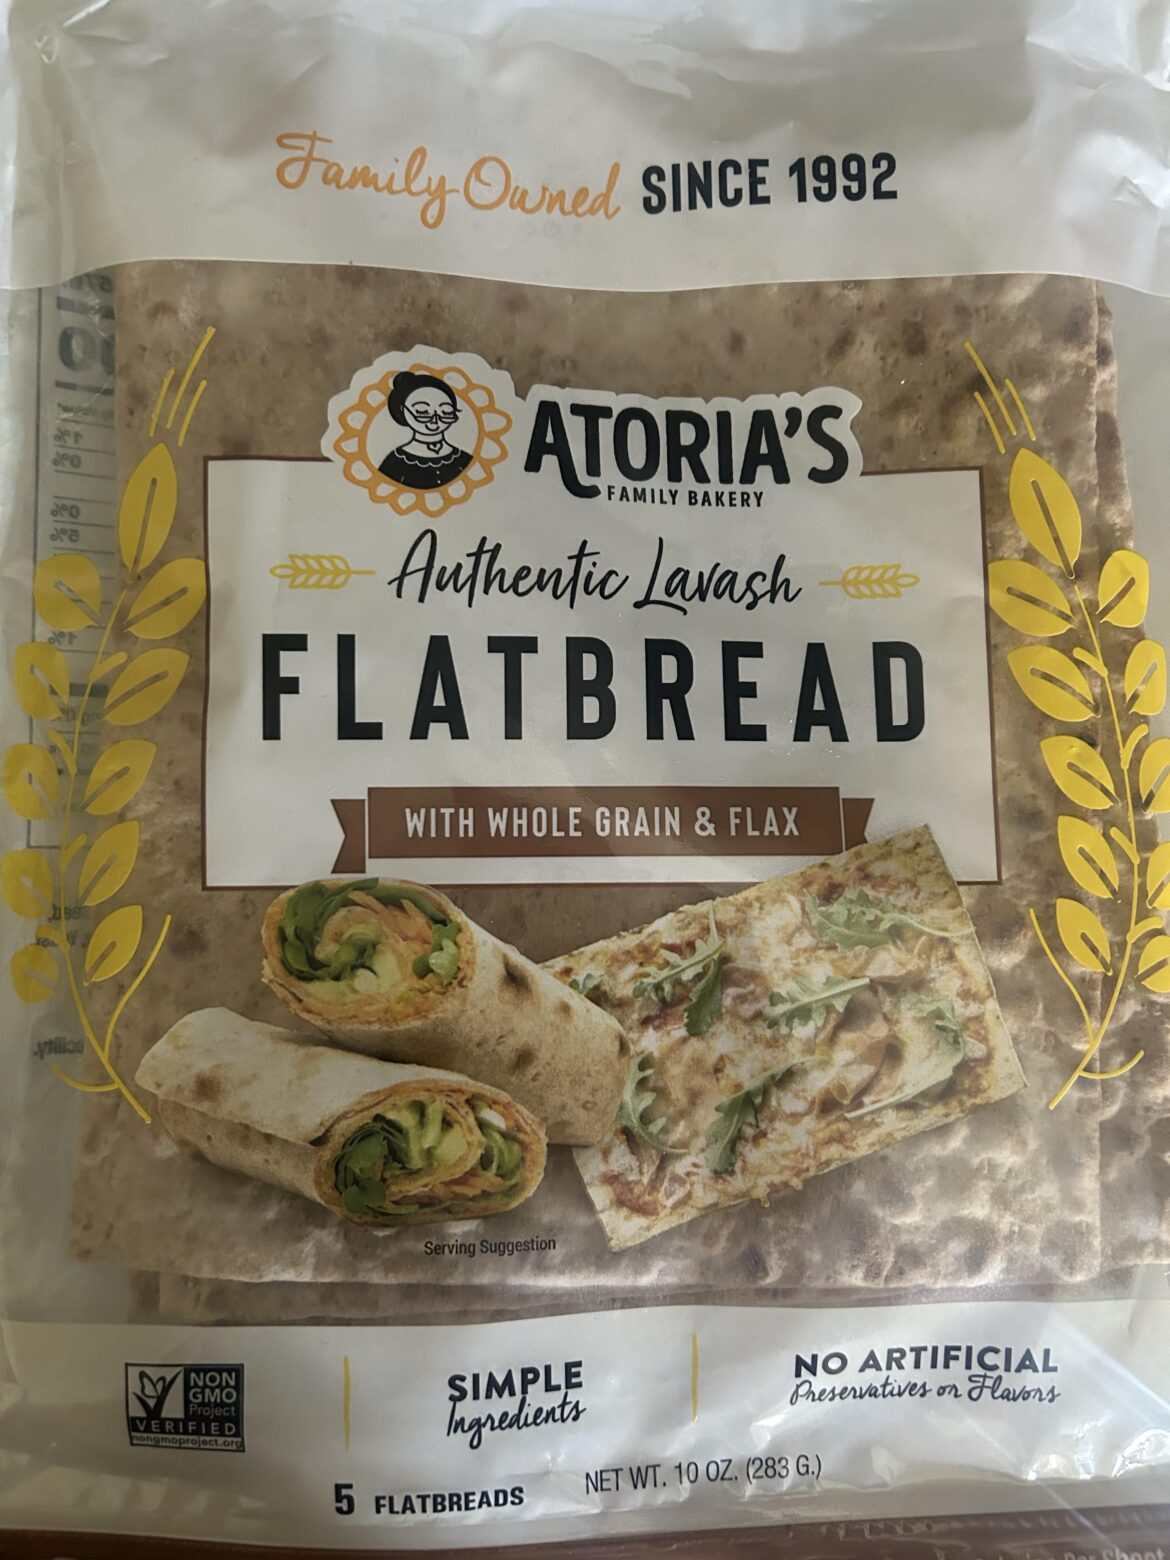 Family Owned SINCE 1992
ATORIA'S
FAMILY BAKERY
Authentic Lavash
FLATBREAD
WITH WHOLE GRAIN & FLAX
Serving Suggestion
NON
GMO
Project
VERIFIED
nongmoproject.org
SIMPLE
Ingredients
NO ARTIFICIAL
Preservatives or Flavors
5 FLATBREADS
NET WT. 10 OZ. (283 G.)